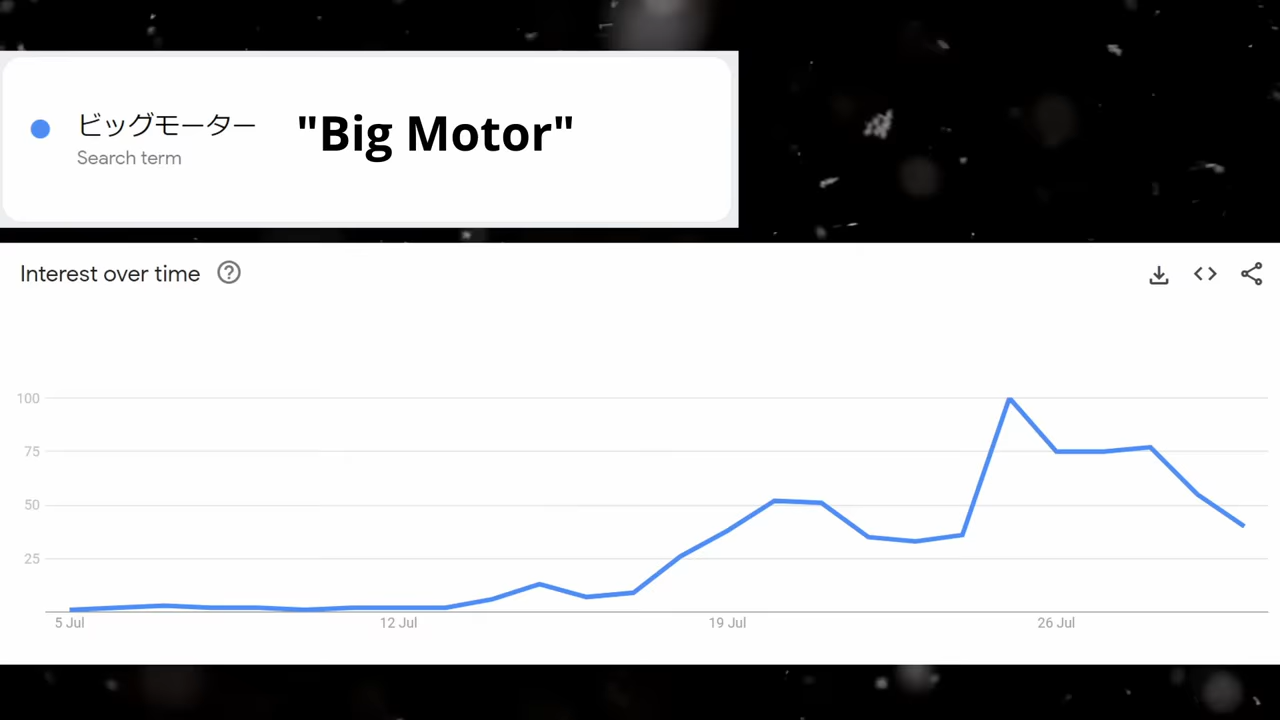 ビッグモーター "Big Motor"
Search term
Interest over time
100
75
50
25
5 Jul 12 Jul 19 Jul 26 Jul